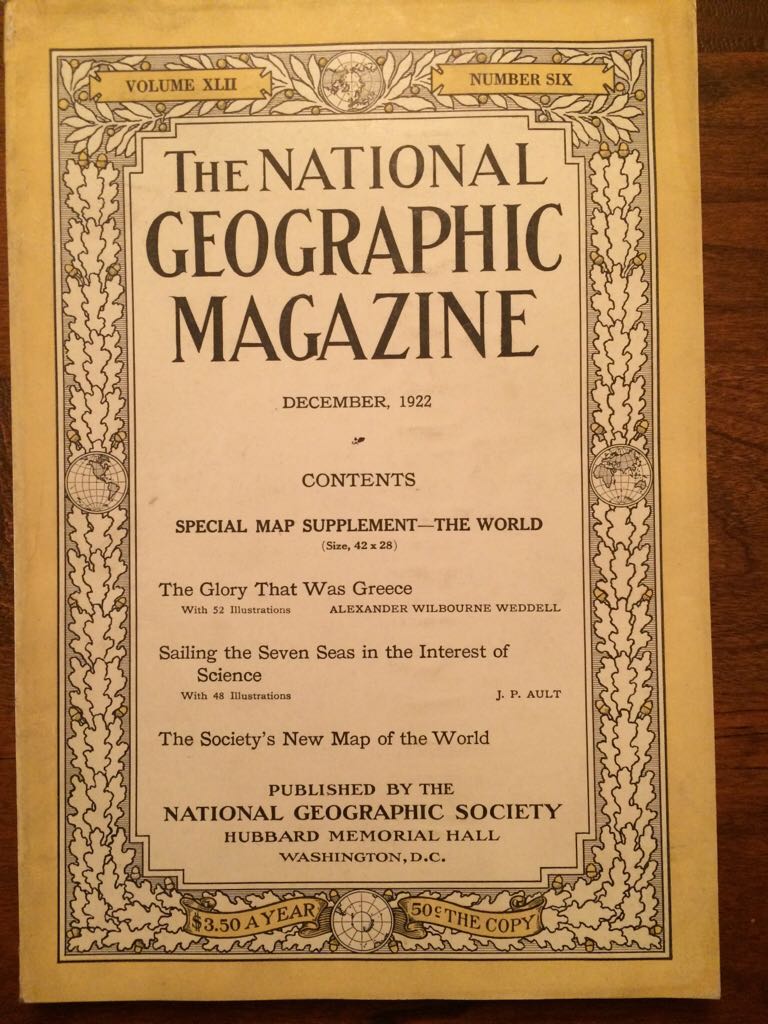 VOLUME XLII
NUMBER SIX
THE NATIONAL
GEOGRAPHIC
MAGAZINE
DECEMBER, 1922
CONTENTS
SPECIAL MAP SUPPLEMENT—THE WORLD
(Size, 42 x 28)
The Glory That Was Greece
With 52 Illustrations ALEXANDER WILBOURNE WEDDELL
Sailing the Seven Seas in the Interest of
Science
With 48 Illustrations J. P. AULT
The Society's New Map of the World
PUBLISHED BY THE
NATIONAL GEOGRAPHIC SOCIETY
HUBBARD MEMORIAL HALL
WASHINGTON, D.C.
$3.50 A YEAR
50c THE COPY